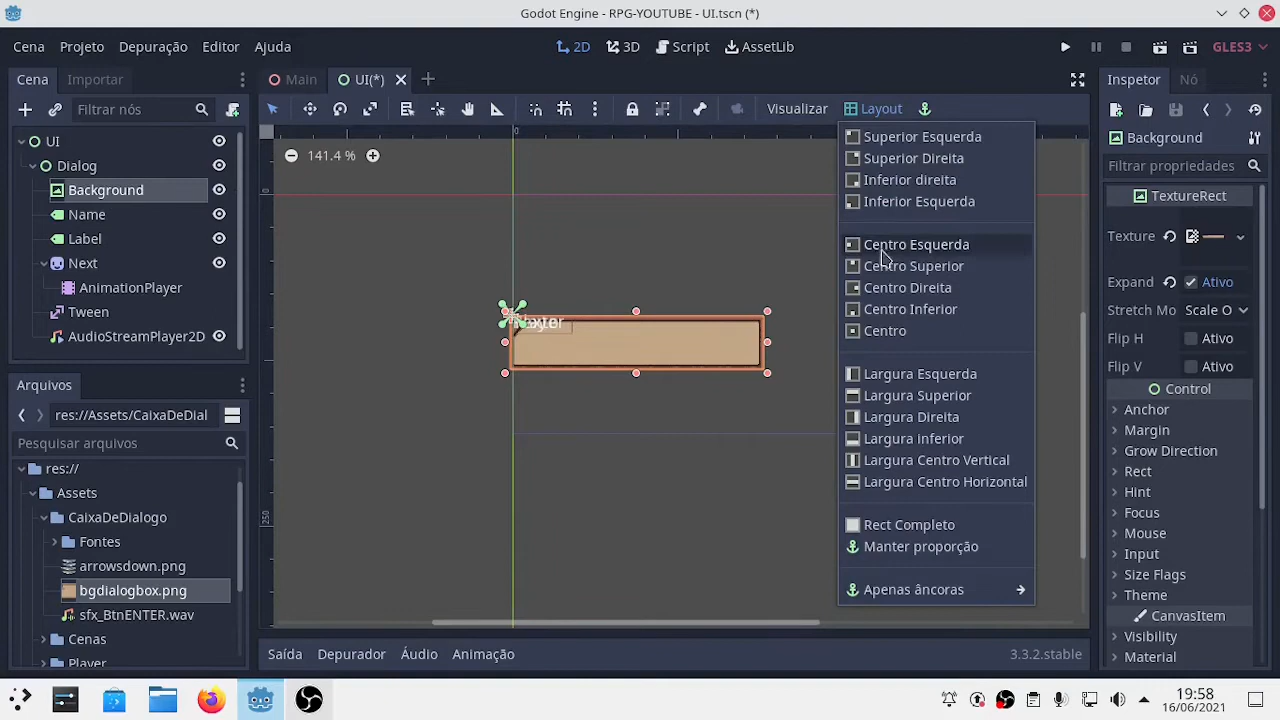 Godot Engine - RPG-YOUTUBE - UI.tscn (*)
Cena Projeto Depuração Editor Ajuda
2D 3D Script AssetLib
GLES3
Cena Importar
Main UI(*)
Inspetor Nó
Filtrar nós
Visualizar Layout
UI
Dialog
Background
Name
Label
Next
AnimationPlayer
Tween
AudioStreamPlayer2D
Arquivos
res://Assets/CaixaDeDial
Pesquisar arquivos
res://
Assets
CaixaDeDialogo
Fontes
arrowsdown.png
bgdialogbox.png
sfx_BtnENTER.wav
Cenas
Player
0
141.4 %
0
250
Superior Esquerda
Superior Direita
Inferior direita
Inferior Esquerda
Centro Esquerda
Centro Superior
Centro Direita
Centro Inferior
Centro
Largura Esquerda
Largura Superior
Largura Direita
Largura inferior
Largura Centro Vertical
Largura Centro Horizontal
Rect Completo
Manter proporção
Apenas âncoras
Background
Filtrar propriedades
TextureRect
Texture
Expand Ativo
Stretch Mo Scale O
Flip H Ativo
Flip V Ativo
Control
Anchor
Margin
Grow Direction
Rect
Hint
Focus
Mouse
Input
Size Flags
Theme
CanvasItem
Visibility
Material
Saída Depurador Áudio Animação 3.3.2.stable
19:58
16/06/2021